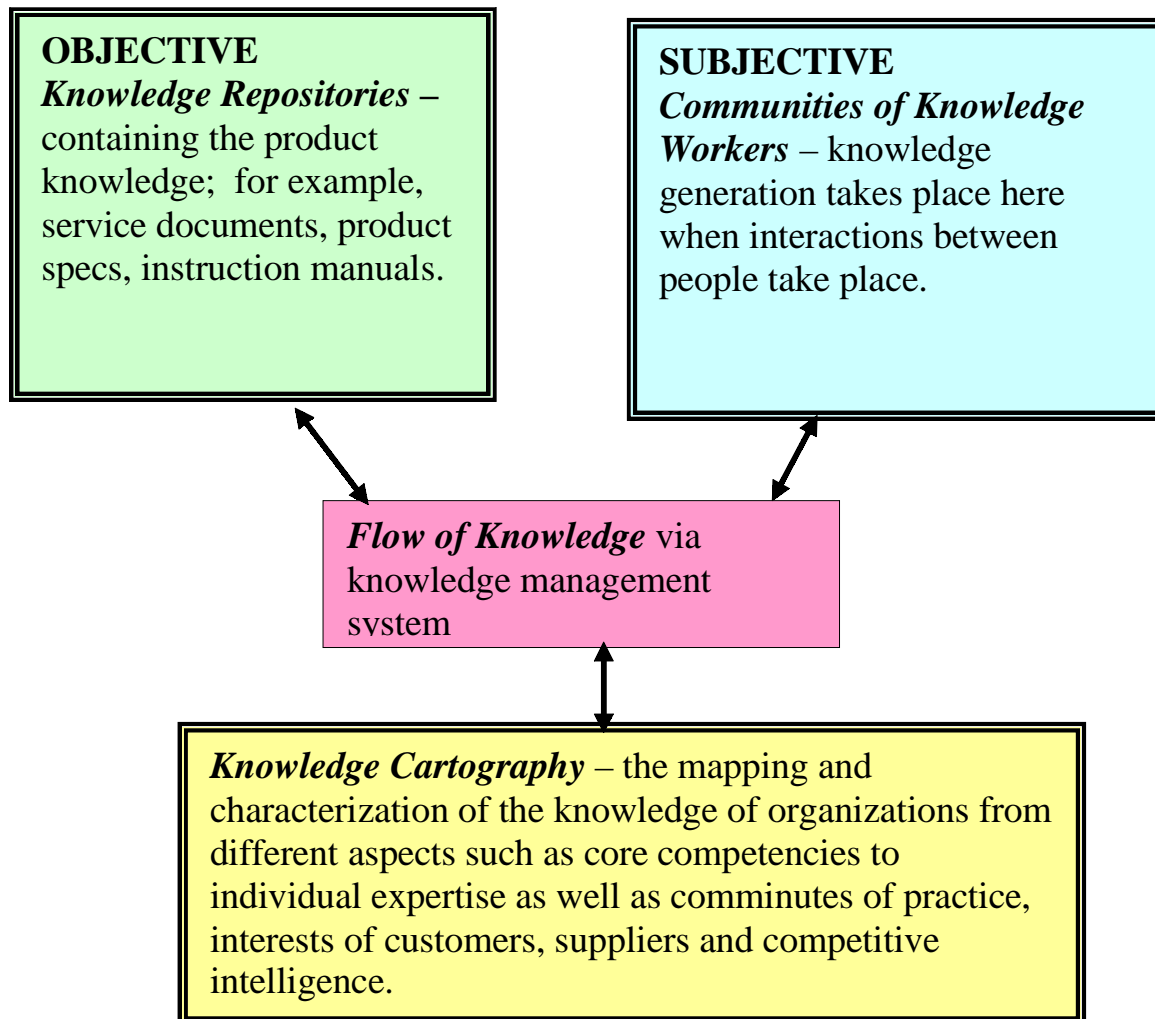 OBJECTIVE
Knowledge Repositories –
containing the product
knowledge;  for example,
service documents, product
specs, instruction manuals.
SUBJECTIVE
Communities of Knowledge
Workers – knowledge
generation takes place here
when interactions between
people take place.
Flow of Knowledge via
knowledge management
system
Knowledge Cartography – the mapping and
characterization of the knowledge of organizations from
different aspects such as core competencies to
individual expertise as well as comminutes of practice,
interests of customers, suppliers and competitive
intelligence.